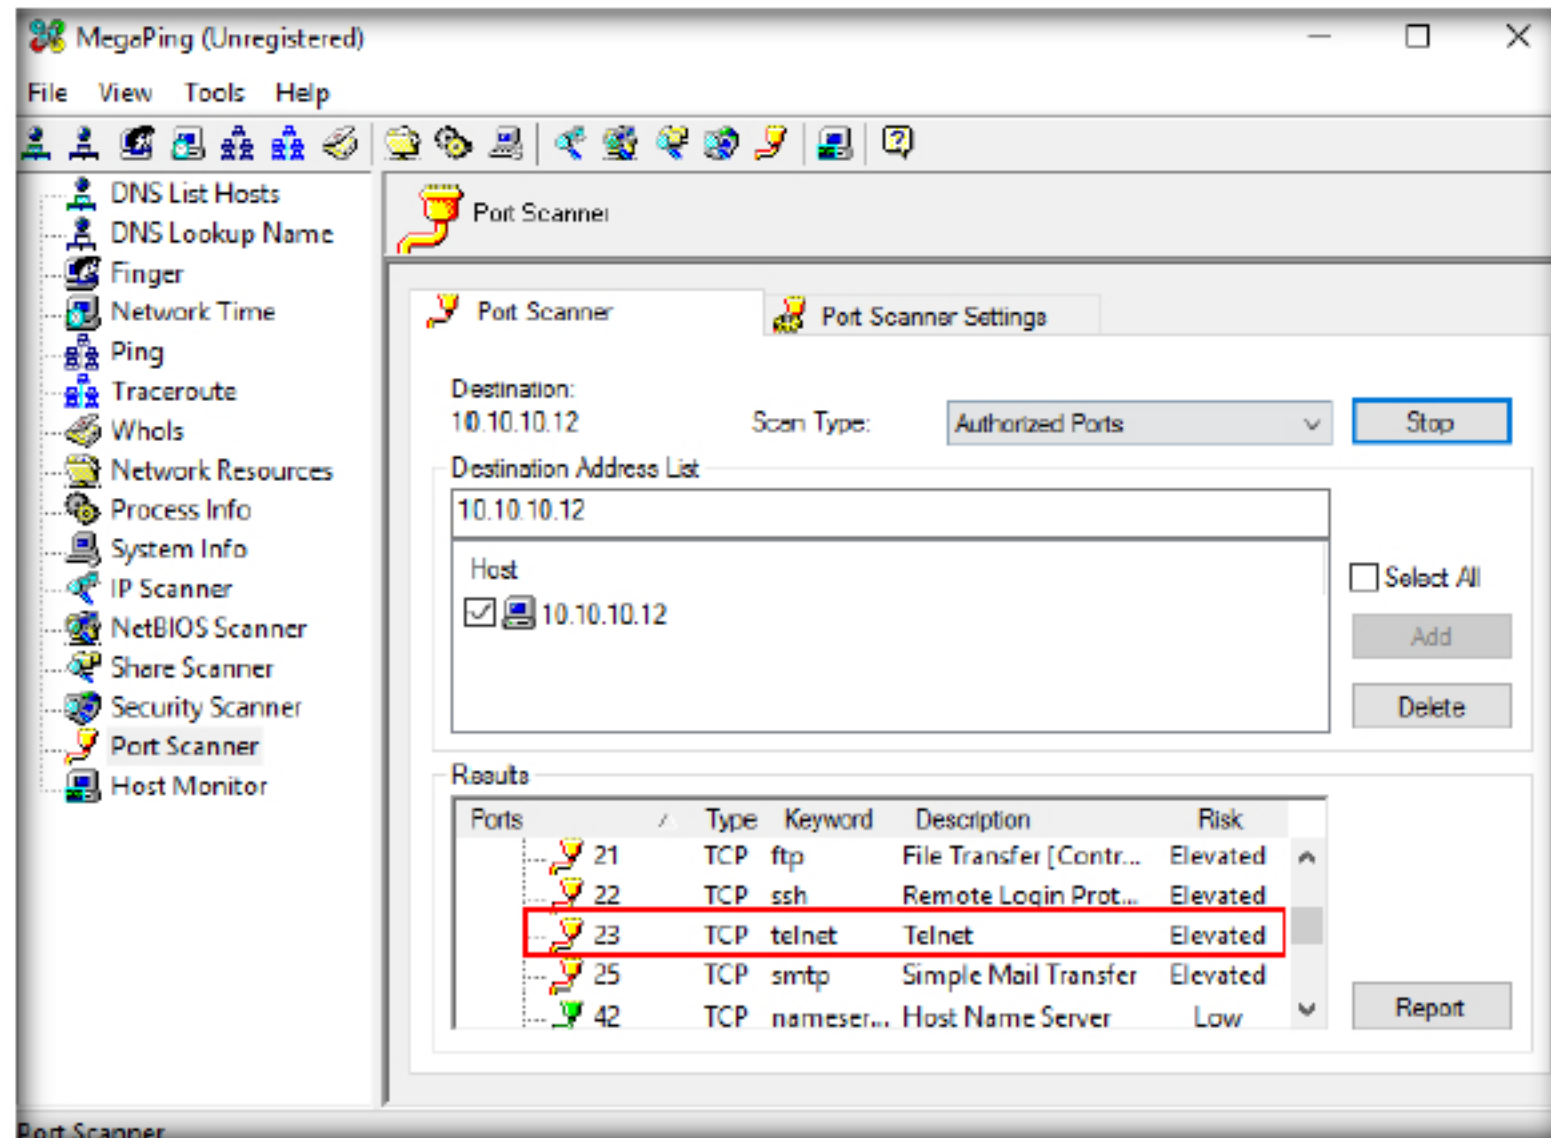 MegaPing (Unregistered)
File View Tools Help
DNS List Hosts
DNS Lookup Name
Finger
Network Time
Ping
Traceroute
WhoIs
Network Resources
Process Info
System Info
IP Scanner
NetBIOS Scanner
Share Scanner
Security Scanner
Port Scanner
Host Monitor
Port Scanner
Port Scanner Port Scanner Settings
Destination:
10.10.10.12 Scan Type: Authorized Ports Stop
Destination Address List
10.10.10.12
Host
10.10.10.12
Select All
Add
Delete
Results
Ports Type Keyword Description Risk
21 TCP ftp File Transfer [Contr... Elevated
22 TCP ssh Remote Login Prot... Elevated
23 TCP telnet Telnet Elevated
25 TCP smtp Simple Mail Transfer Elevated
42 TCP nameser... Host Name Server Low
Report
Port Scanner